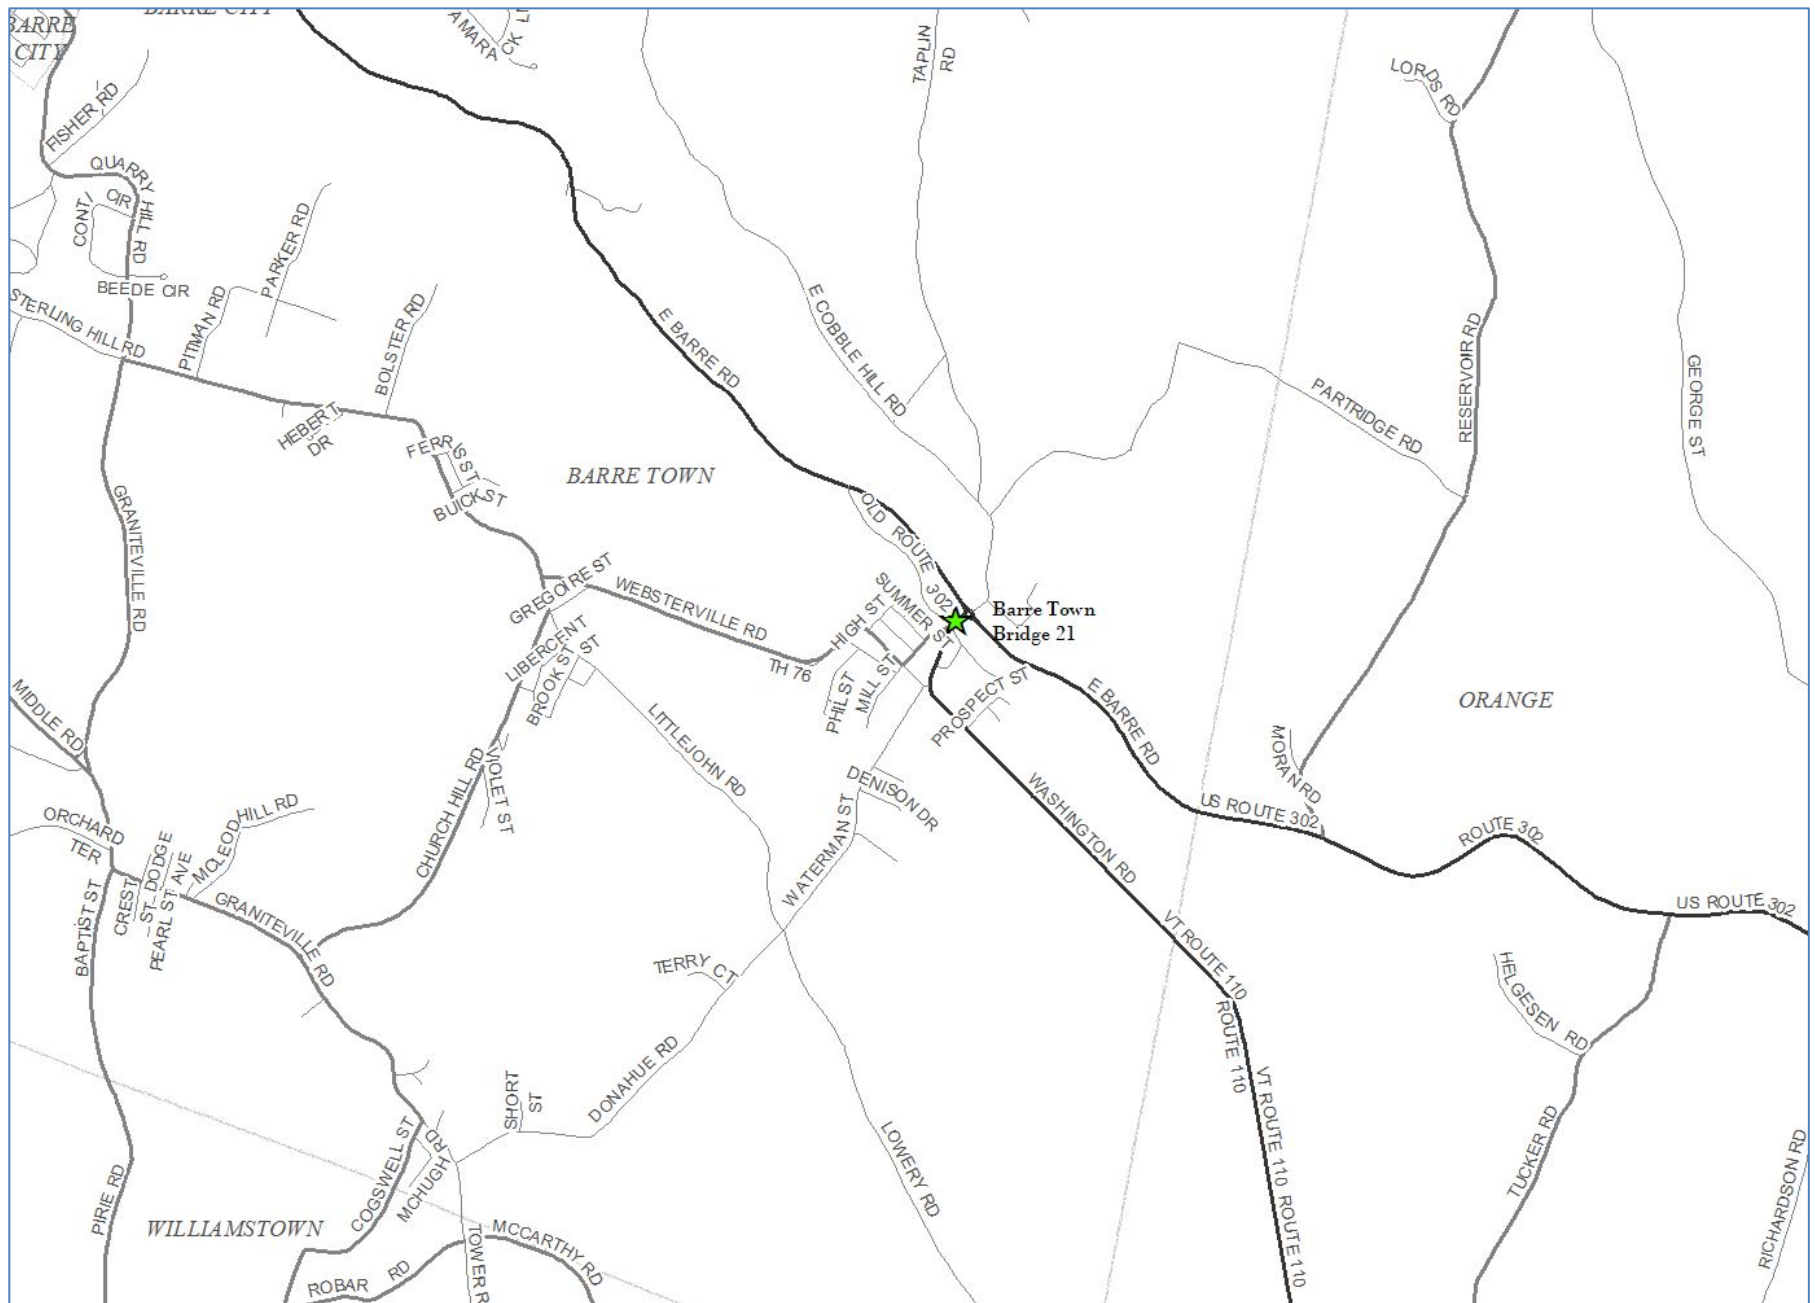 BARRE CITY
BARRE
CITY
AMARA
CK
TAPLIN
RD
LORDS RD
FISHER RD
QUARRY HILL RD
CONTI CIR
PARKER RD
BEEDE CIR
STERLING HILL RD
PITMAN RD
BOLSTER RD
E BARRE RD
E COBBLE HILL RD
RESERVOIR RD
GEORGE ST
PARTRIDGE RD
HEBERT
DR
FERRIS ST
BUICK ST
BARRE TOWN
GRANITEVILLE RD
OLD ROUTE 302
GREGOIRE ST
WEBSTERVILLE RD
TH 76
HIGH ST
SUMMER ST
Barre Town
Bridge 21
LIBERCENT
ST
BROOK ST
PHIL ST
MILL ST
PROSPECT ST
E BARRE RD
ORANGE
MIDDLE RD
LITTLEJOHN RD
MORAN RD
VIOLET ST
CHURCH HILL RD
DENISON DR
WATERMAN ST
WASHINGTON RD
US ROUTE 302
ROUTE 302
US ROUTE 302
ORCHARD
TER
MCLEOD HILL RD
DODGE
ST
CREST
PEARL ST
AVE
BAPTIST ST
GRANITEVILLE RD
VT ROUTE 110
ROUTE 110
TERRY CT
HELGESEN RD
DONAHUE RD
SHORT
ST
VT ROUTE 110
ROUTE 110
LOWERY RD
TUCKER RD
RICHARDSON RD
COGSWELL ST
MCHUGH RD
PIRIE RD
WILLIAMSTOWN
MCCARTHY RD
TOWER R
ROBAR RD